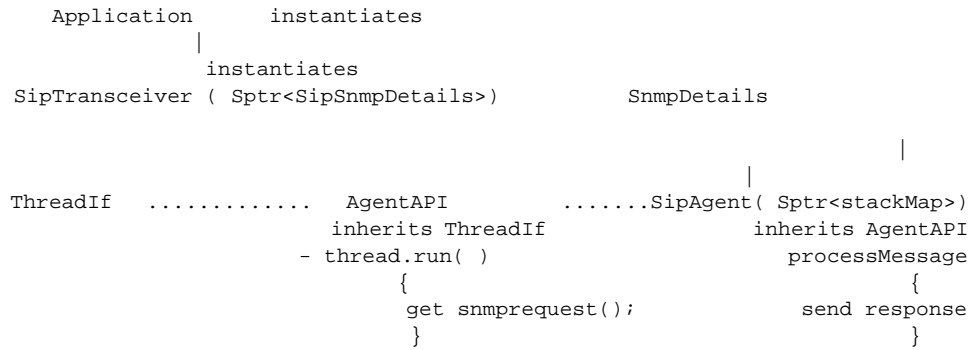 Application instantiates
|
instantiates
SipTransceiver ( Sptr<SipSnmpDetails>) SnmpDetails
|
|
ThreadIf ............. AgentAPI .......SipAgent( Sptr<stackMap>)
inherits ThreadIf inherits AgentAPI
- thread.run( ) processMessage
{ {
get snmprequest(); send response
} }